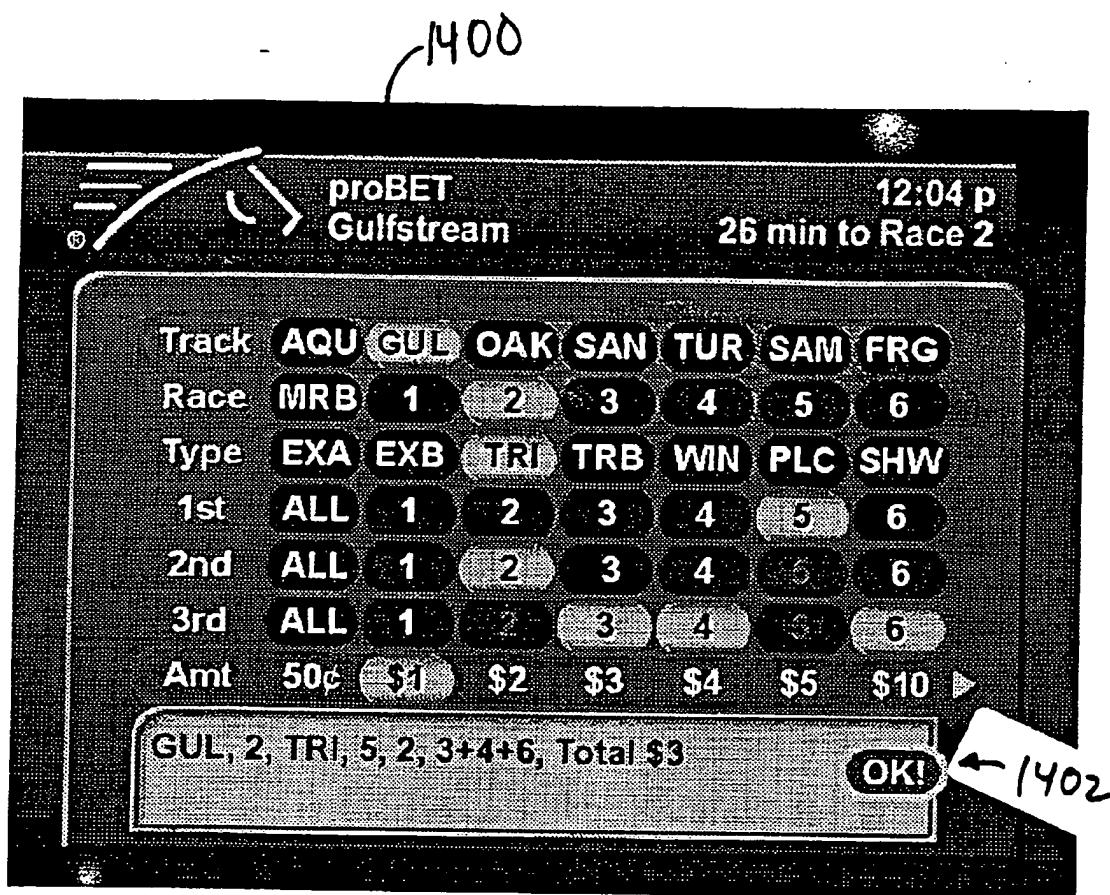 1400
proBET 12:04 p
Gulfstream 26 min to Race 2
®
Track AQU GUL OAK SAN TUR SAM FRG
Race MRB 1 2 3 4 5 6
Type EXA EXB TRI TRB WIN PLC SHW
1st ALL 1 2 3 4 5 6
2nd ALL 1 2 3 4 5 6
3rd ALL 1 2 3 4 5 6
Amt 50¢ $1 $2 $3 $4 $5 $10
GUL, 2, TRI, 5, 2, 3+4+6, Total $3
OK!
1402